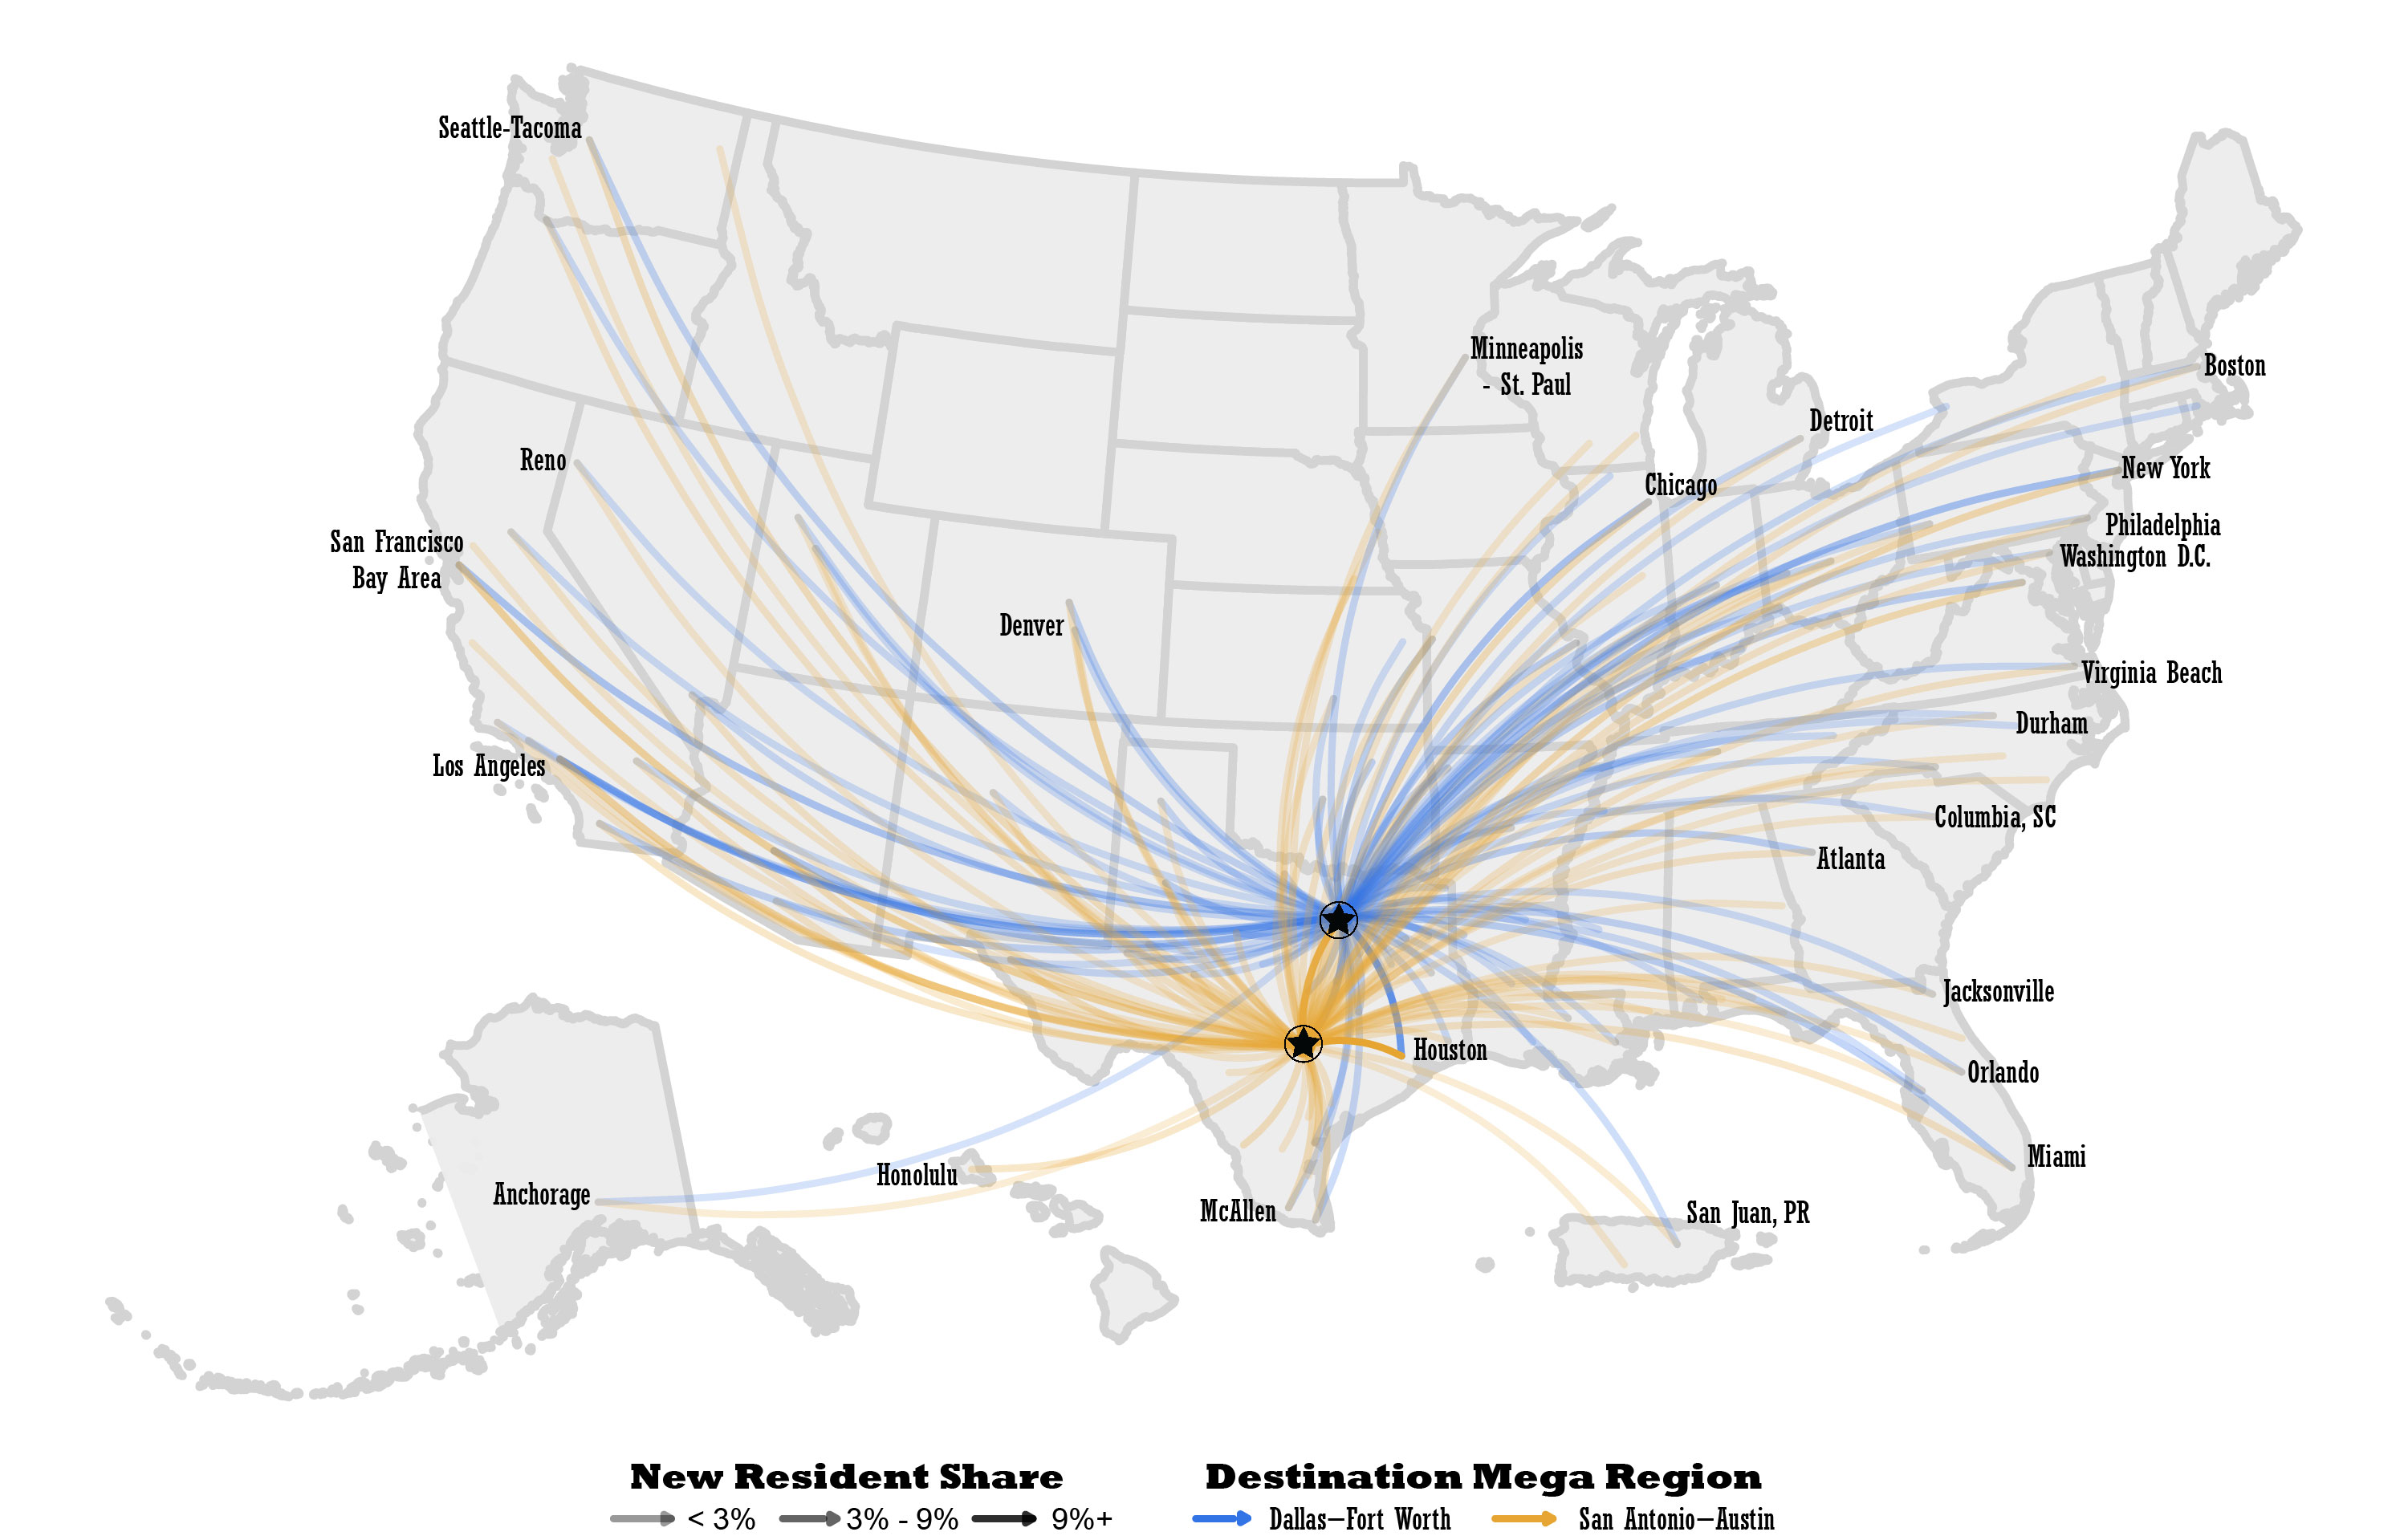 Seattle-Tacoma
Minneapolis
- St. Paul
Boston
Detroit
Reno
New York
Chicago
San Francisco
Bay Area
Philadelphia
Washington D.C.
Denver
Virginia Beach
Durham
Los Angeles
Columbia, SC
Atlanta
Jacksonville
Houston
Orlando
Miami
Honolulu
Anchorage
McAllen
San Juan, PR
New Resident Share
< 3% 3% - 9% 9%+
Destination Mega Region
Dallas–Fort Worth San Antonio–Austin